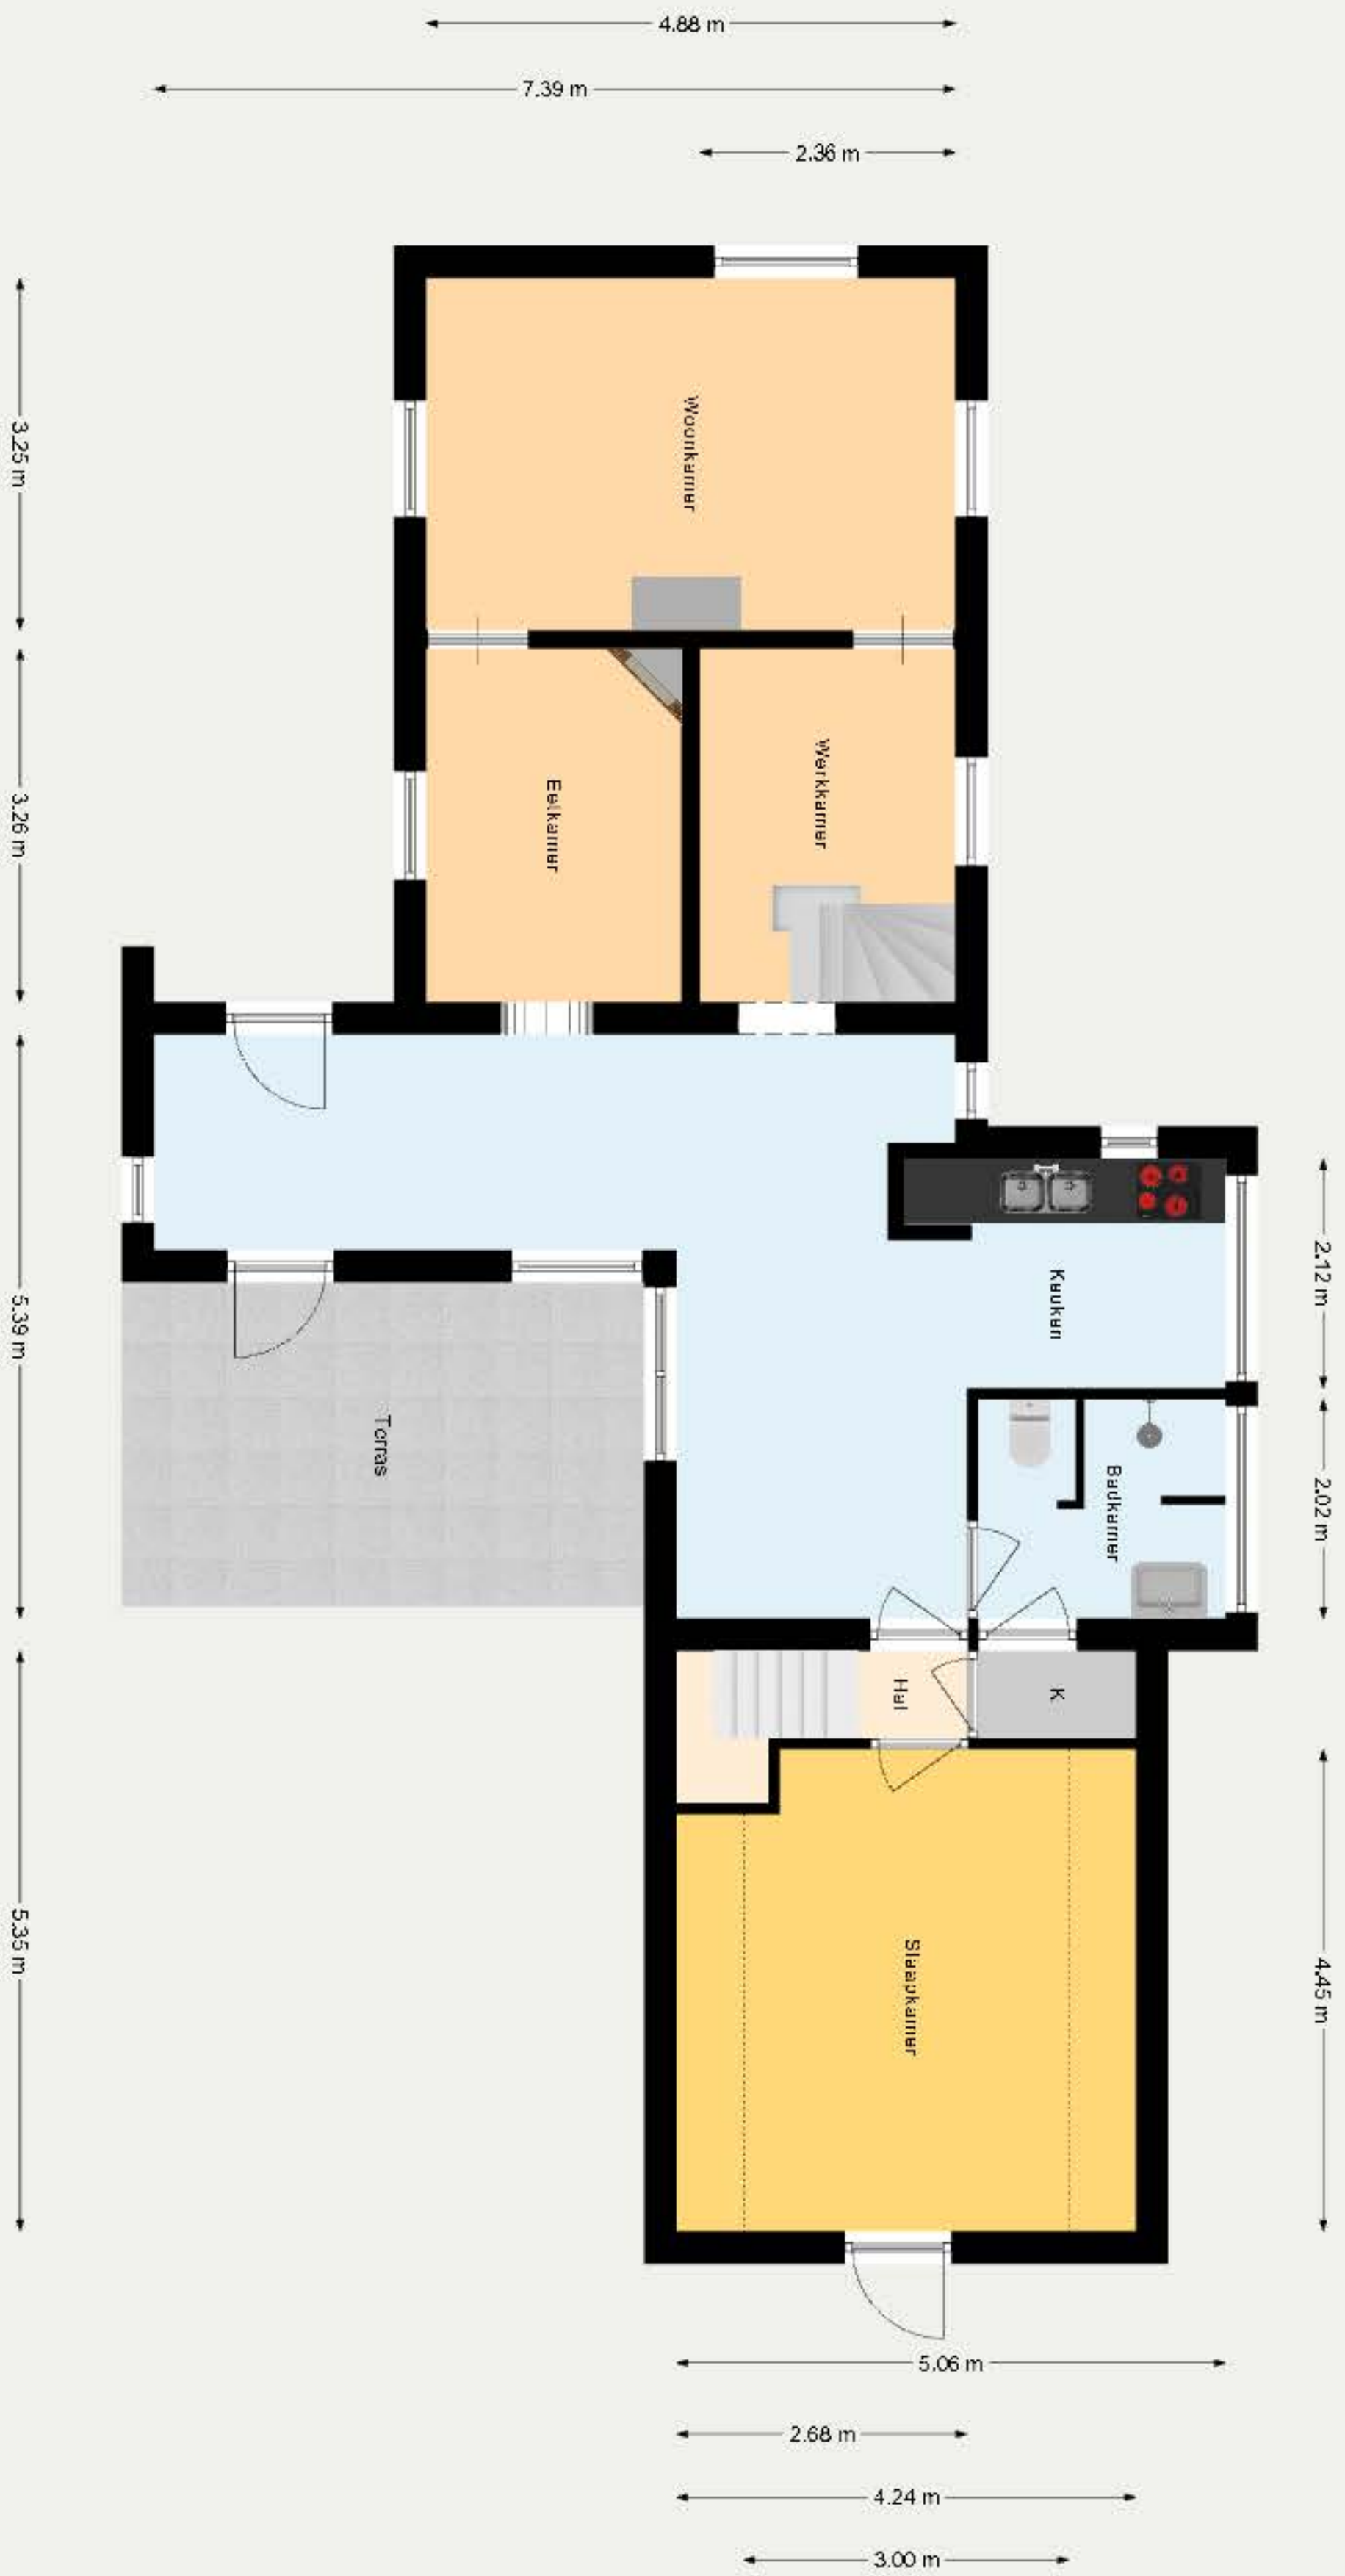 4.88 m
7.39 m
2.36 m
Woonkamer
3.25 m
Werkkamer
Eetkamer
3.26 m
2.12 m
Keuken
5.39 m
Terras
Badkamer
2.02 m
Hal
K
Slaapkamer
5.35 m
4.45 m
5.06 m
2.68 m
4.24 m
3.00 m